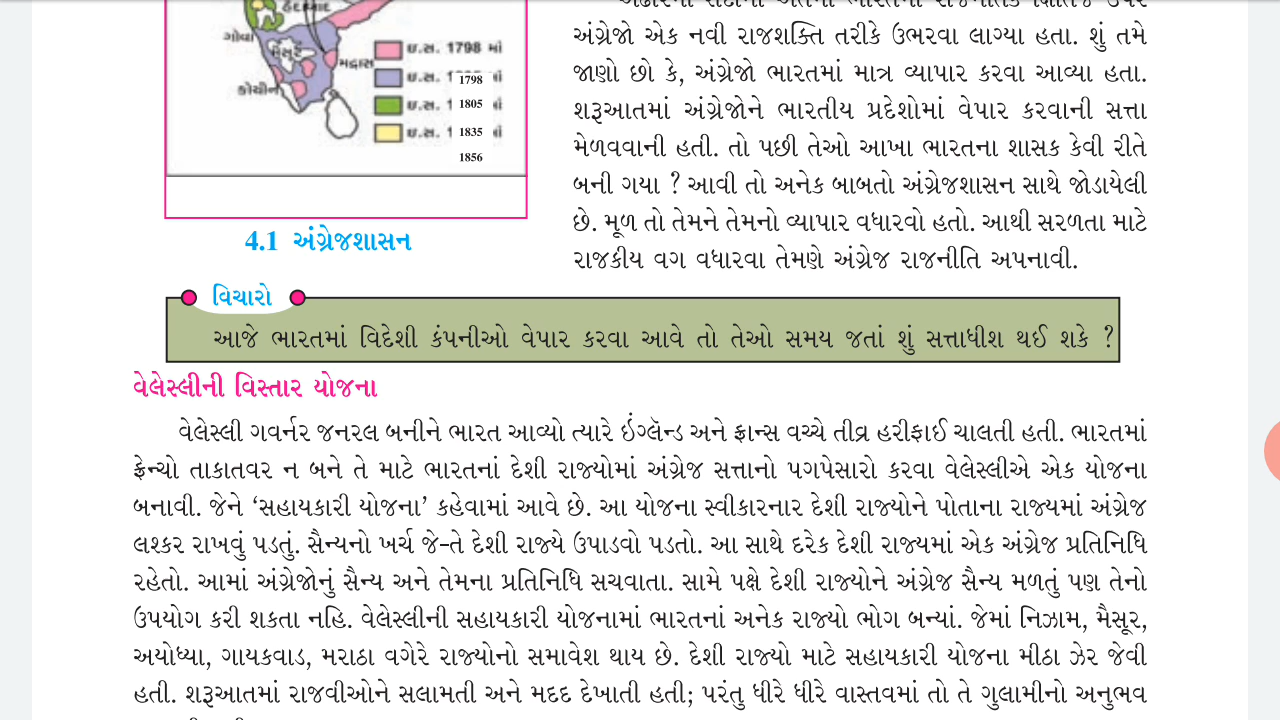 ગોવા
મૈસૂર
મદ્રાસ
કોચીન
ઇ.સ. 1798 માં
ઇ.સ. 1
1798
માં
ઇ.સ.
1805
માં
ઇ.સ. 1
1835
માં
1856
4.1 અંગ્રેજશાસન
અંગ્રેજો એક નવી રાજશક્તિ તરીકે ઉભરવા લાગ્યા હતા. શું તમે
જાણો છો કે, અંગ્રેજો ભારતમાં માત્ર વ્યાપાર કરવા આવ્યા હતા.
શરૂઆતમાં અંગ્રેજોને ભારતીય પ્રદેશોમાં વેપાર કરવાની સત્તા
મેળવવાની હતી. તો પછી તેઓ આખા ભારતના શાસક કેવી રીતે
બની ગયા ? આવી તો અનેક બાબતો અંગ્રેજશાસન સાથે જોડાયેલી
છે. મૂળ તો તેમને તેમનો વ્યાપાર વધારવો હતો. આથી સરળતા માટે
રાજકીય વગ વધારવા તેમણે અંગ્રેજ રાજનીતિ અપનાવી.
વિચારો
આજે ભારતમાં વિદેશી કંપનીઓ વેપાર કરવા આવે તો તેઓ સમય જતાં શું સત્તાધીશ થઈ શકે ?
વેલેસ્લીની વિસ્તાર યોજના
વેલેસ્લી ગવર્નર જનરલ બનીને ભારત આવ્યો ત્યારે ઇંગ્લૅન્ડ અને ફ્રાન્સ વચ્ચે તીવ્ર હરીફાઈ ચાલતી હતી. ભારતમાં
ફ્રેન્ચો તાકાતવર ન બને તે માટે ભારતનાં દેશી રાજ્યોમાં અંગ્રેજ સત્તાનો પગપેસારો કરવા વેલેસ્લીએ એક યોજના
બનાવી. જેને ‘સહાયકારી યોજના’ કહેવામાં આવે છે. આ યોજના સ્વીકારનાર દેશી રાજ્યોને પોતાના રાજ્યમાં અંગ્રેજ
લશ્કર રાખવું પડતું. સૈન્યનો ખર્ચ જે-તે દેશી રાજ્યે ઉપાડવો પડતો. આ સાથે દરેક દેશી રાજ્યમાં એક અંગ્રેજ પ્રતિનિધિ
રહેતો. આમાં અંગ્રેજોનું સૈન્ય અને તેમના પ્રતિનિધિ સચવાતા. સામે પક્ષે દેશી રાજ્યોને અંગ્રેજ સૈન્ય મળતું પણ તેનો
ઉપયોગ કરી શકતા નહિ. વેલેસ્લીની સહાયકારી યોજનામાં ભારતનાં અનેક રાજ્યો ભોગ બન્યાં. જેમાં નિઝામ, મૈસૂર,
અયોધ્યા, ગાયકવાડ, મરાઠા વગેરે રાજ્યોનો સમાવેશ થાય છે. દેશી રાજ્યો માટે સહાયકારી યોજના મીઠા ઝેર જેવી
હતી. શરૂઆતમાં રાજવીઓને સલામતી અને મદદ દેખાતી હતી; પરંતુ ધીરે ધીરે વાસ્તવમાં તો તે ગુલામીનો અનુભવ